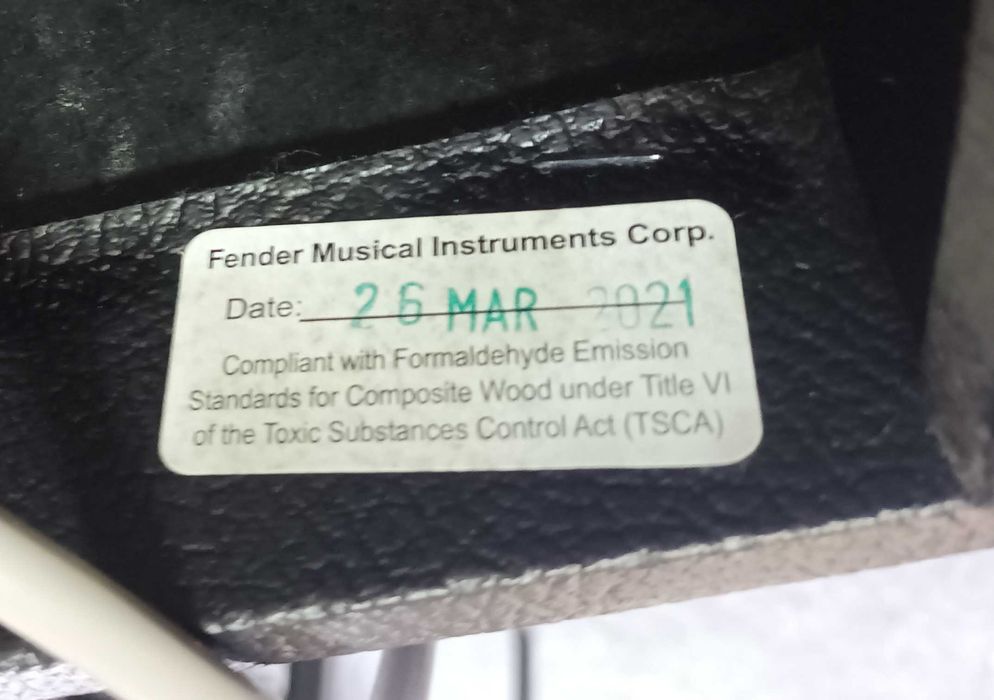 Fender Musical Instruments Corp.
Date: 26 MAR 2021
Compliant with Formaldehyde Emission
Standards for Composite Wood under Title VI
of the Toxic Substances Control Act (TSCA)